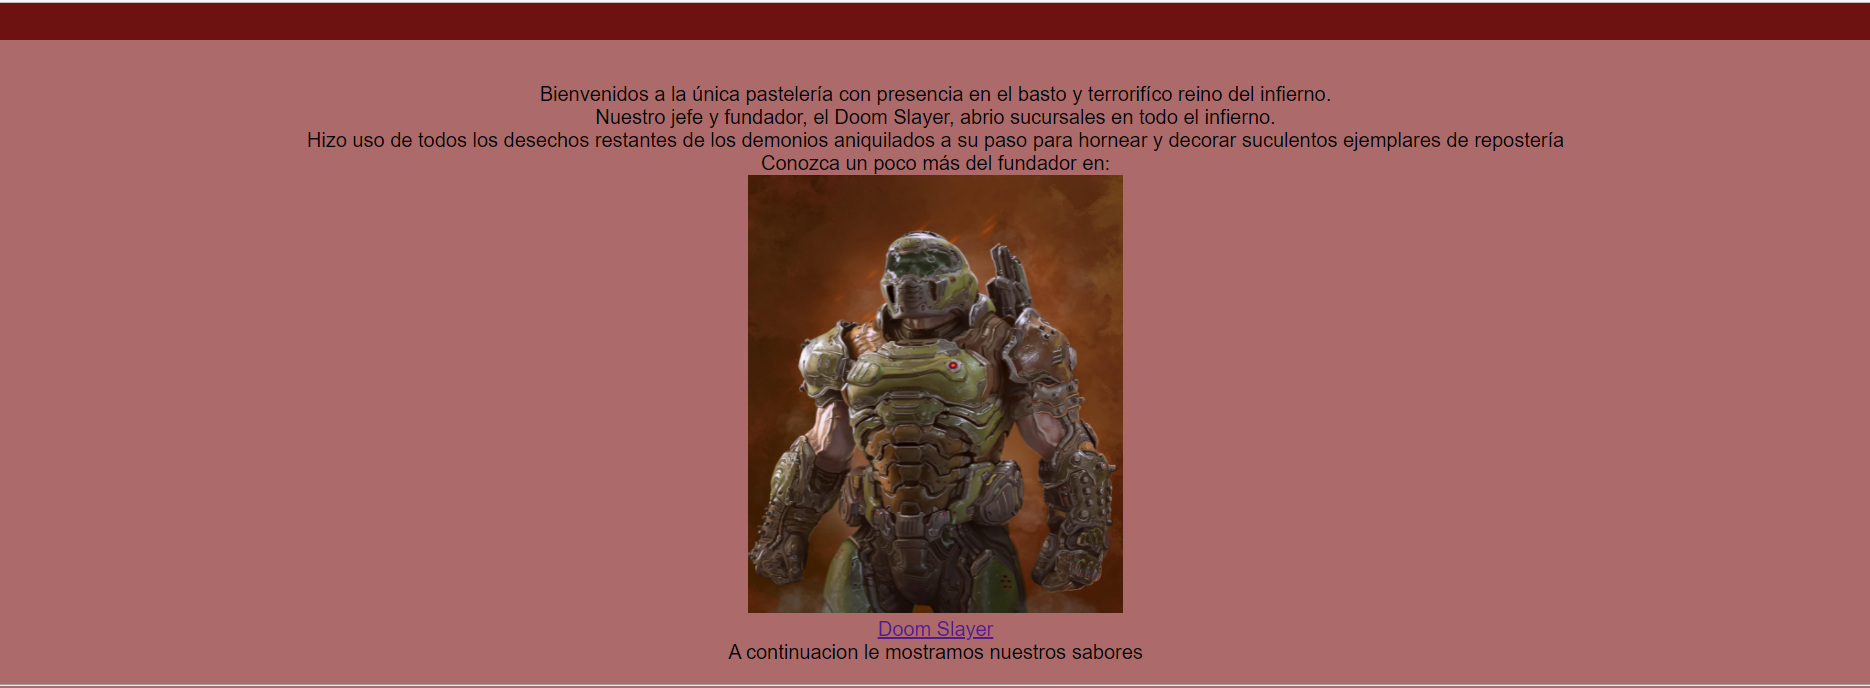 Bienvenidos a la única pastelería con presencia en el basto y terrorifíco reino del infierno.
Nuestro jefe y fundador, el Doom Slayer, abrio sucursales en todo el infierno.
Hizo uso de todos los desechos restantes de los demonios aniquilados a su paso para hornear y decorar suculentos ejemplares de repostería
Conozca un poco más del fundador en:
Doom Slayer
A continuacion le mostramos nuestros sabores